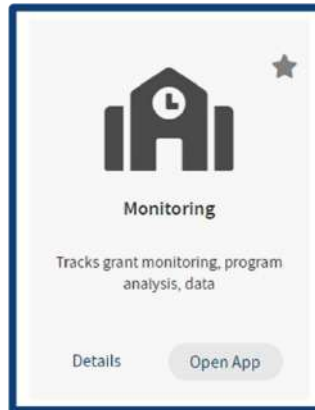 Monitoring
Tracks grant monitoring, program
analysis, data
Details
Open App